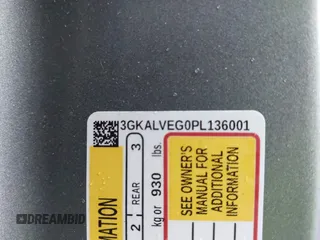 3GKALVEG0PL136001
MATION
2 | REAR | 3
kg or 930 lbs.
SEE OWNER'S
MANUAL FOR
ADDITIONAL
INFORMATION
DREAMBID